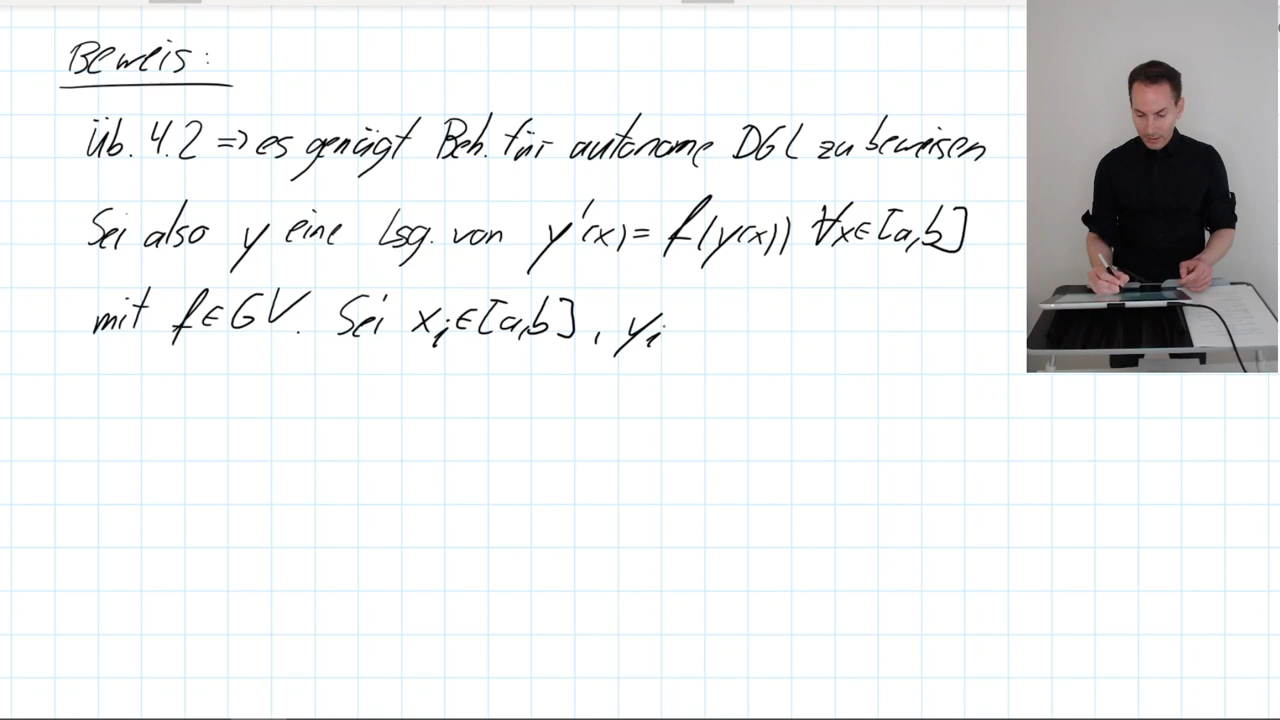 Beweis:
Üb. 4.2 => es genügt Beh. für autonome DGL zu beweisen
Sei also y eine Lsg. von y'(x) = f(y(x)) ∀x∈[a,b]
mit f∈GV. Sei x_i∈[a,b], y_i